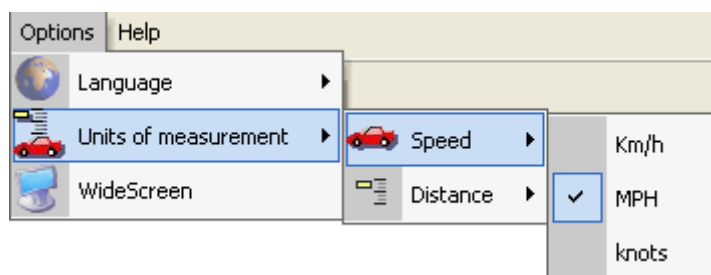 Options Help
Language
Units of measurement
WideScreen
Speed
Distance
Km/h
MPH
knots